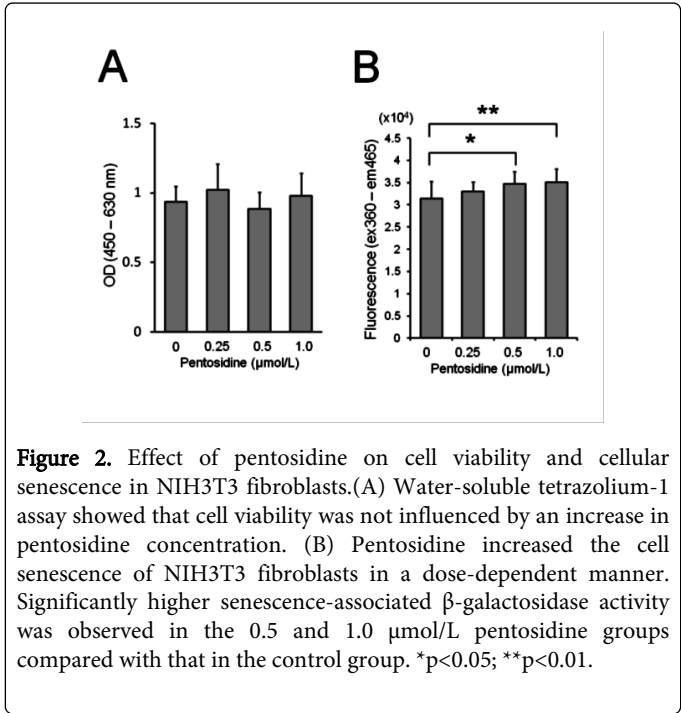 A
B
1.5
1
0.5
0
OD (450 – 630 nm)
0 0.25 0.5 1.0
Pentosidine (µmol/L)
(x10⁴)
** 
*
4.5
4
3.5
3
2.5
2
1.5
1
0.5
0
Fluorescence (ex360 – em465)
0 0.25 0.5 1.0
Pentosidine (µmol/L)
Figure 2. Effect of pentosidine on cell viability and cellular
senescence in NIH3T3 fibroblasts.(A) Water-soluble tetrazolium-1
assay showed that cell viability was not influenced by an increase in
pentosidine concentration. (B) Pentosidine increased the cell
senescence of NIH3T3 fibroblasts in a dose-dependent manner.
Significantly higher senescence-associated β-galactosidase activity
was observed in the 0.5 and 1.0 µmol/L pentosidine groups
compared with that in the control group. *p<0.05; **p<0.01.